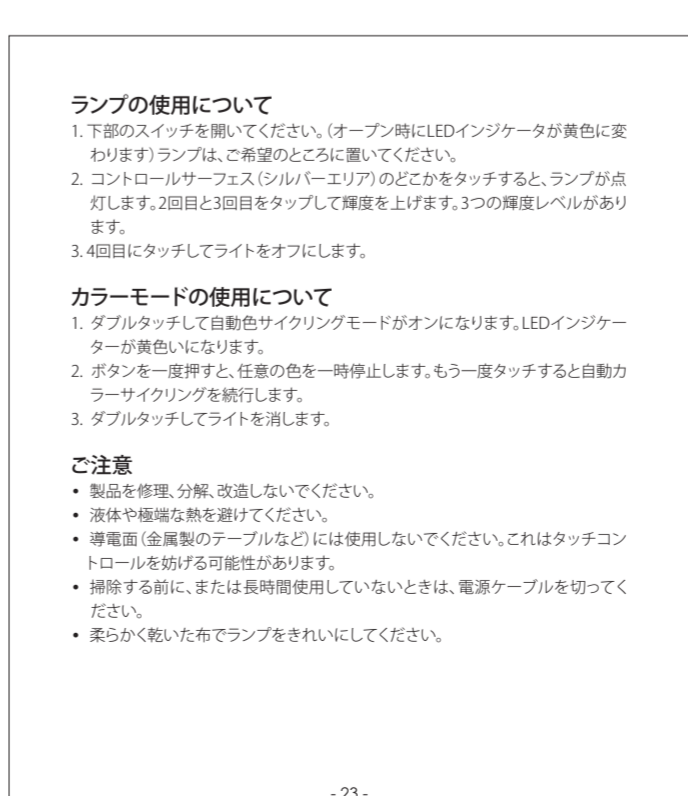 ランプの使用について
1. 下部のスイッチを開いてください。（オープン時にLEDインジケータが黄色に変
わります）ランプは、ご希望のところに置いてください。
2. コントロールサーフェス（シルバーエリア）のどこかをタッチすると、ランプが点
灯します。2回目と3回目をタップして輝度を上げます。3つの輝度レベルがあり
ます。
3. 4回目にタッチしてライトをオフにします。
カラーモードの使用について
1. ダブルタッチして自動色サイクリングモードがオンになります。LEDインジケー
ターが黄色いになります。
2. ボタンを一度押すと、任意の色を一時停止します。もう一度タッチすると自動カ
ラーサイクリングを続行します。
3. ダブルタッチしてライトを消します。
ご注意
• 製品を修理、分解、改造しないでください。
• 液体や極端な熱を避けてください。
• 導電面（金属製のテーブルなど）には使用しないでください。これはタッチコン
トロールを妨げる可能性があります。
• 掃除する前に、または長時間使用していないときは、電源ケーブルを切ってく
ださい。
• 柔らかく乾いた布でランプをきれいにしてください。
- 23 -